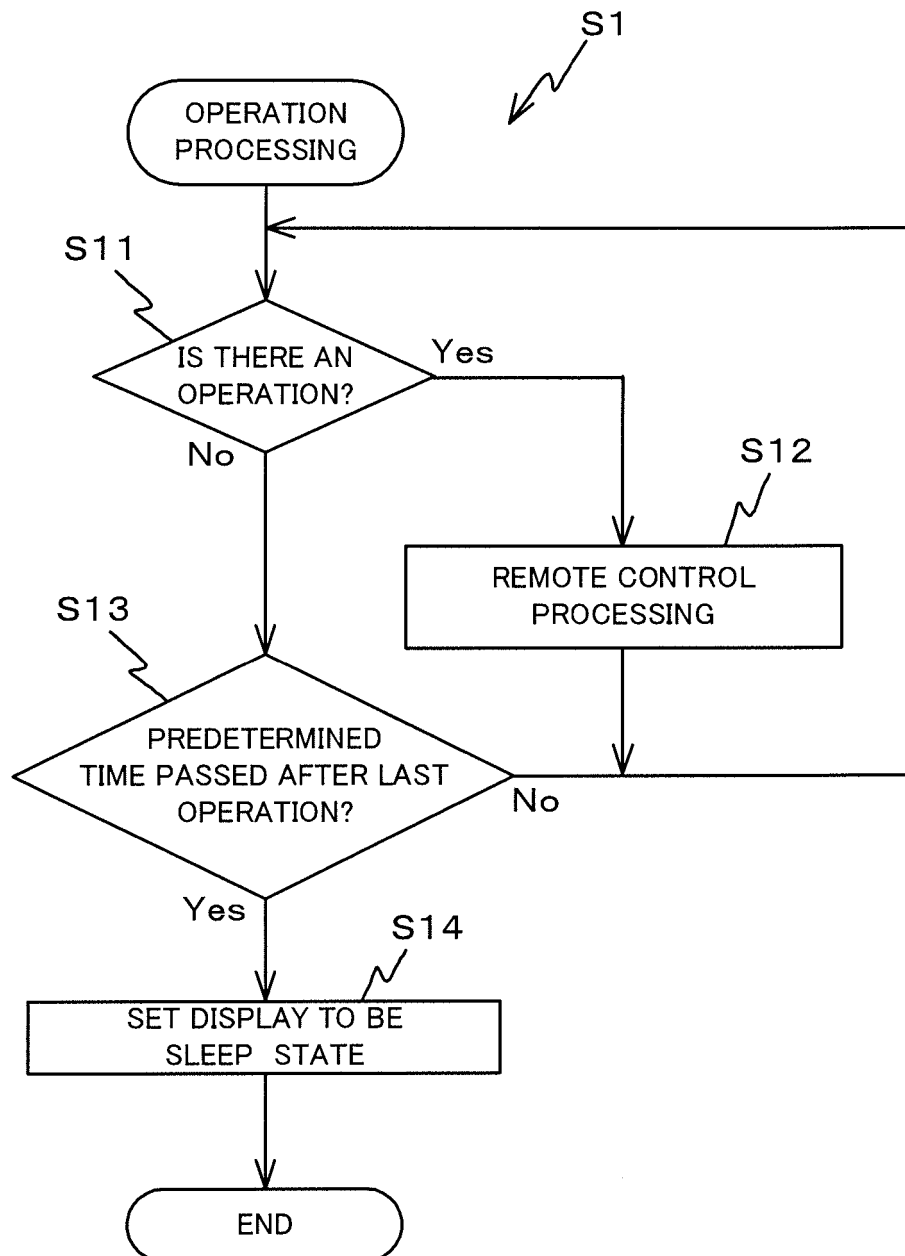 S1
OPERATION
PROCESSING
S11
IS THERE AN
OPERATION?
Yes
No
S12
REMOTE CONTROL
PROCESSING
S13
PREDETERMINED
TIME PASSED AFTER LAST
OPERATION?
No
Yes
S14
SET DISPLAY TO BE
SLEEP STATE
END